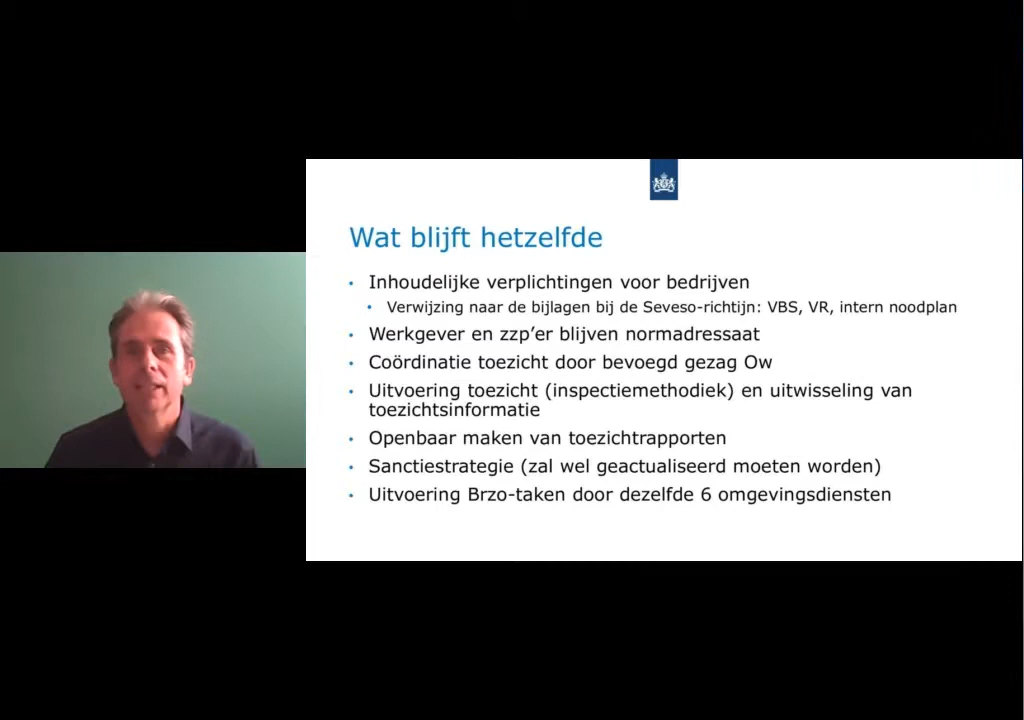 Wat blijft hetzelfde
• Inhoudelijke verplichtingen voor bedrijven
• Verwijzing naar de bijlagen bij de Seveso-richtijn: VBS, VR, intern noodplan
• Werkgever en zzp'er blijven normadressaat
• Coördinatie toezicht door bevoegd gezag Ow
• Uitvoering toezicht (inspectiemethodiek) en uitwisseling van
toezichtsinformatie
• Openbaar maken van toezichtrapporten
• Sanctiestrategie (zal wel geactualiseerd moeten worden)
• Uitvoering Brzo-taken door dezelfde 6 omgevingsdiensten